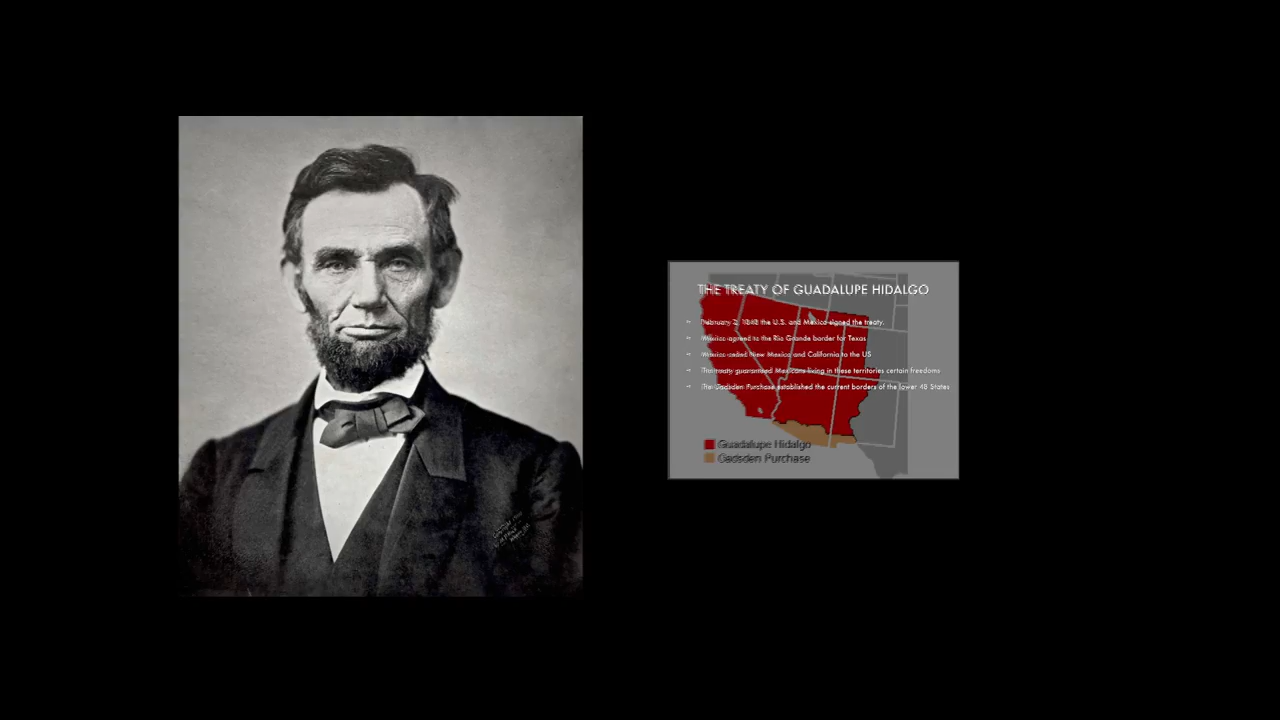 THE TREATY OF GUADALUPE HIDALGO
February 2, 1848 the U.S. and Mexico signed the treaty.
Mexico agreed to the Rio Grande border for Texas
Mexico ceded New Mexico and California to the US
The treaty guaranteed Mexicans living in these territories certain freedoms
The Gadsden Purchase established the current borders of the lower 48 States
Guadalupe Hidalgo
Gadsden Purchase